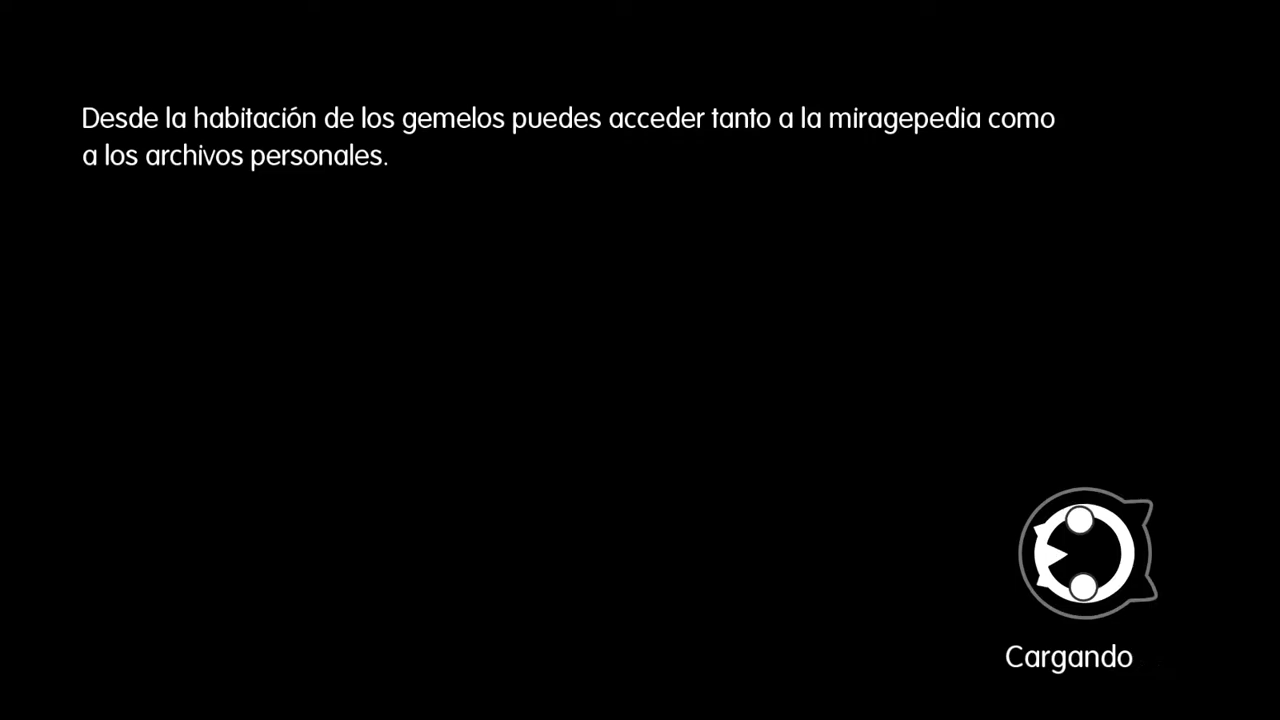 Desde la habitación de los gemelos puedes acceder tanto a la miragepedia como
a los archivos personales.
Cargando